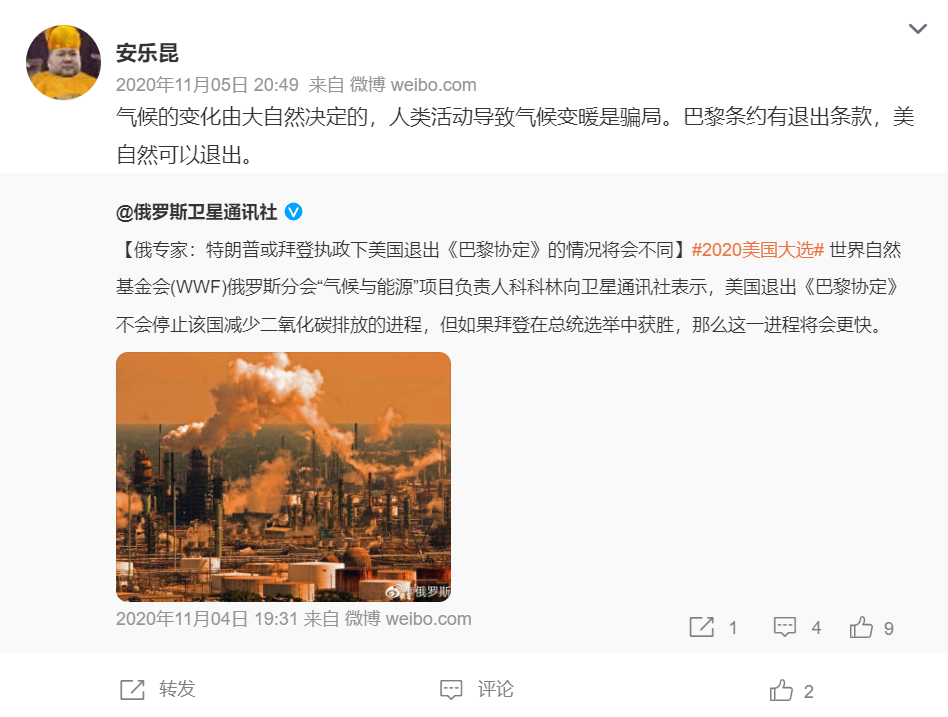 安乐昆
2020年11月05日 20:49 来自 微博 weibo.com
气候的变化由大自然决定的，人类活动导致气候变暖是骗局。巴黎条约有退出条款，美
自然可以退出。
@俄罗斯卫星通讯社
【俄专家：特朗普或拜登执政下美国退出《巴黎协定》的情况将会不同】#2020美国大选# 世界自然
基金会(WWF)俄罗斯分会“气候与能源”项目负责人科科林向卫星通讯社表示，美国退出《巴黎协定》
不会停止该国减少二氧化碳排放的进程，但如果拜登在总统选举中获胜，那么这一进程将会更快。
俄罗斯
2020年11月04日 19:31 来自 微博 weibo.com
1 4 9
转发 评论 2